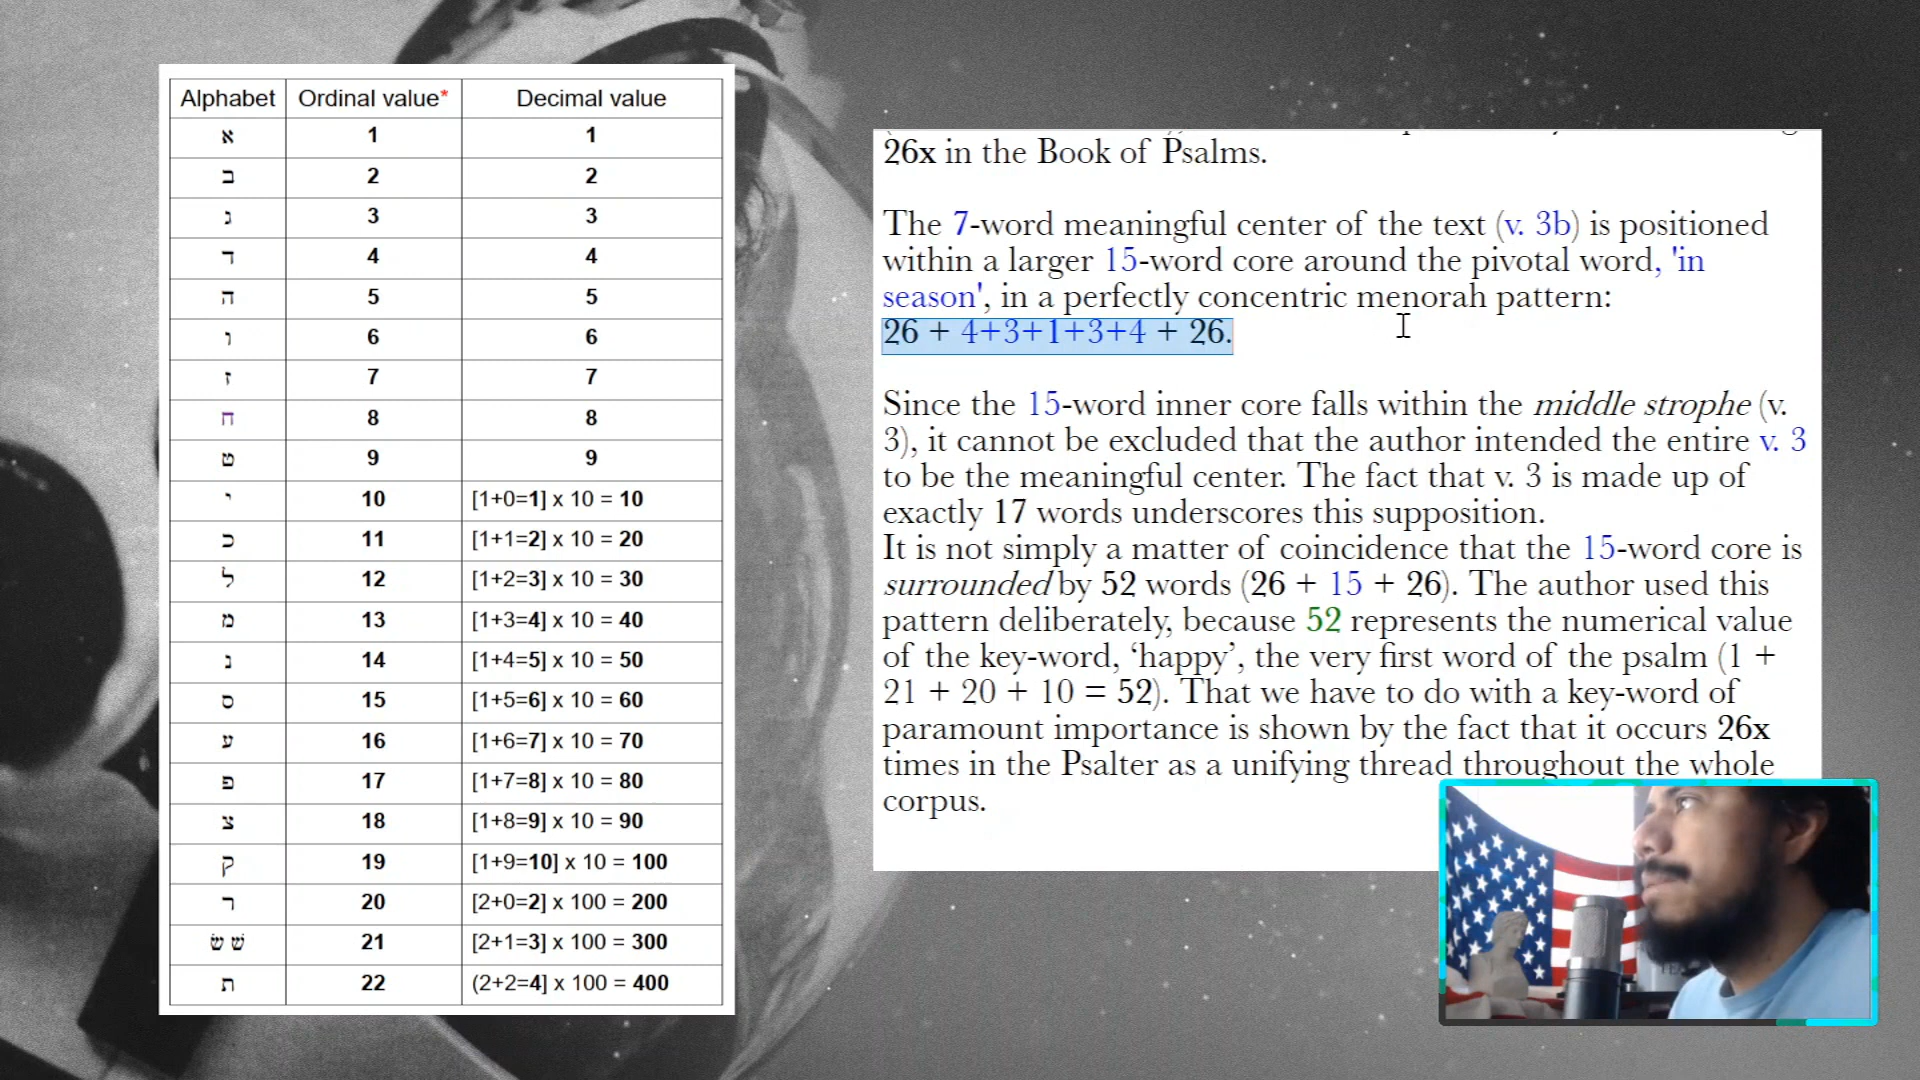 Alphabet Ordinal value* Decimal value
א 1 1
ב 2 2
ג 3 3
ד 4 4
ה 5 5
ו 6 6
ז 7 7
ח 8 8
ט 9 9
י 10 [1+0=1] x 10 = 10
כ 11 [1+1=2] x 10 = 20
ל 12 [1+2=3] x 10 = 30
מ 13 [1+3=4] x 10 = 40
נ 14 [1+4=5] x 10 = 50
ס 15 [1+5=6] x 10 = 60
ע 16 [1+6=7] x 10 = 70
פ 17 [1+7=8] x 10 = 80
צ 18 [1+8=9] x 10 = 90
ק 19 [1+9=10] x 10 = 100
ר 20 [2+0=2] x 100 = 200
שׂ שׁ 21 [2+1=3] x 100 = 300
ת 22 (2+2=4] x 100 = 400
26x in the Book of Psalms.
The 7-word meaningful center of the text (v. 3b) is positioned
within a larger 15-word core around the pivotal word, 'in
season', in a perfectly concentric menorah pattern:
26 + 4+3+1+3+4 + 26.
Since the 15-word inner core falls within the middle strophe (v.
3), it cannot be excluded that the author intended the entire v. 3
to be the meaningful center. The fact that v. 3 is made up of
exactly 17 words underscores this supposition.
It is not simply a matter of coincidence that the 15-word core is
surrounded by 52 words (26 + 15 + 26). The author used this
pattern deliberately, because 52 represents the numerical value
of the key-word, ‘happy’, the very first word of the psalm (1 +
21 + 20 + 10 = 52). That we have to do with a key-word of
paramount importance is shown by the fact that it occurs 26x
times in the Psalter as a unifying thread throughout the whole
corpus.